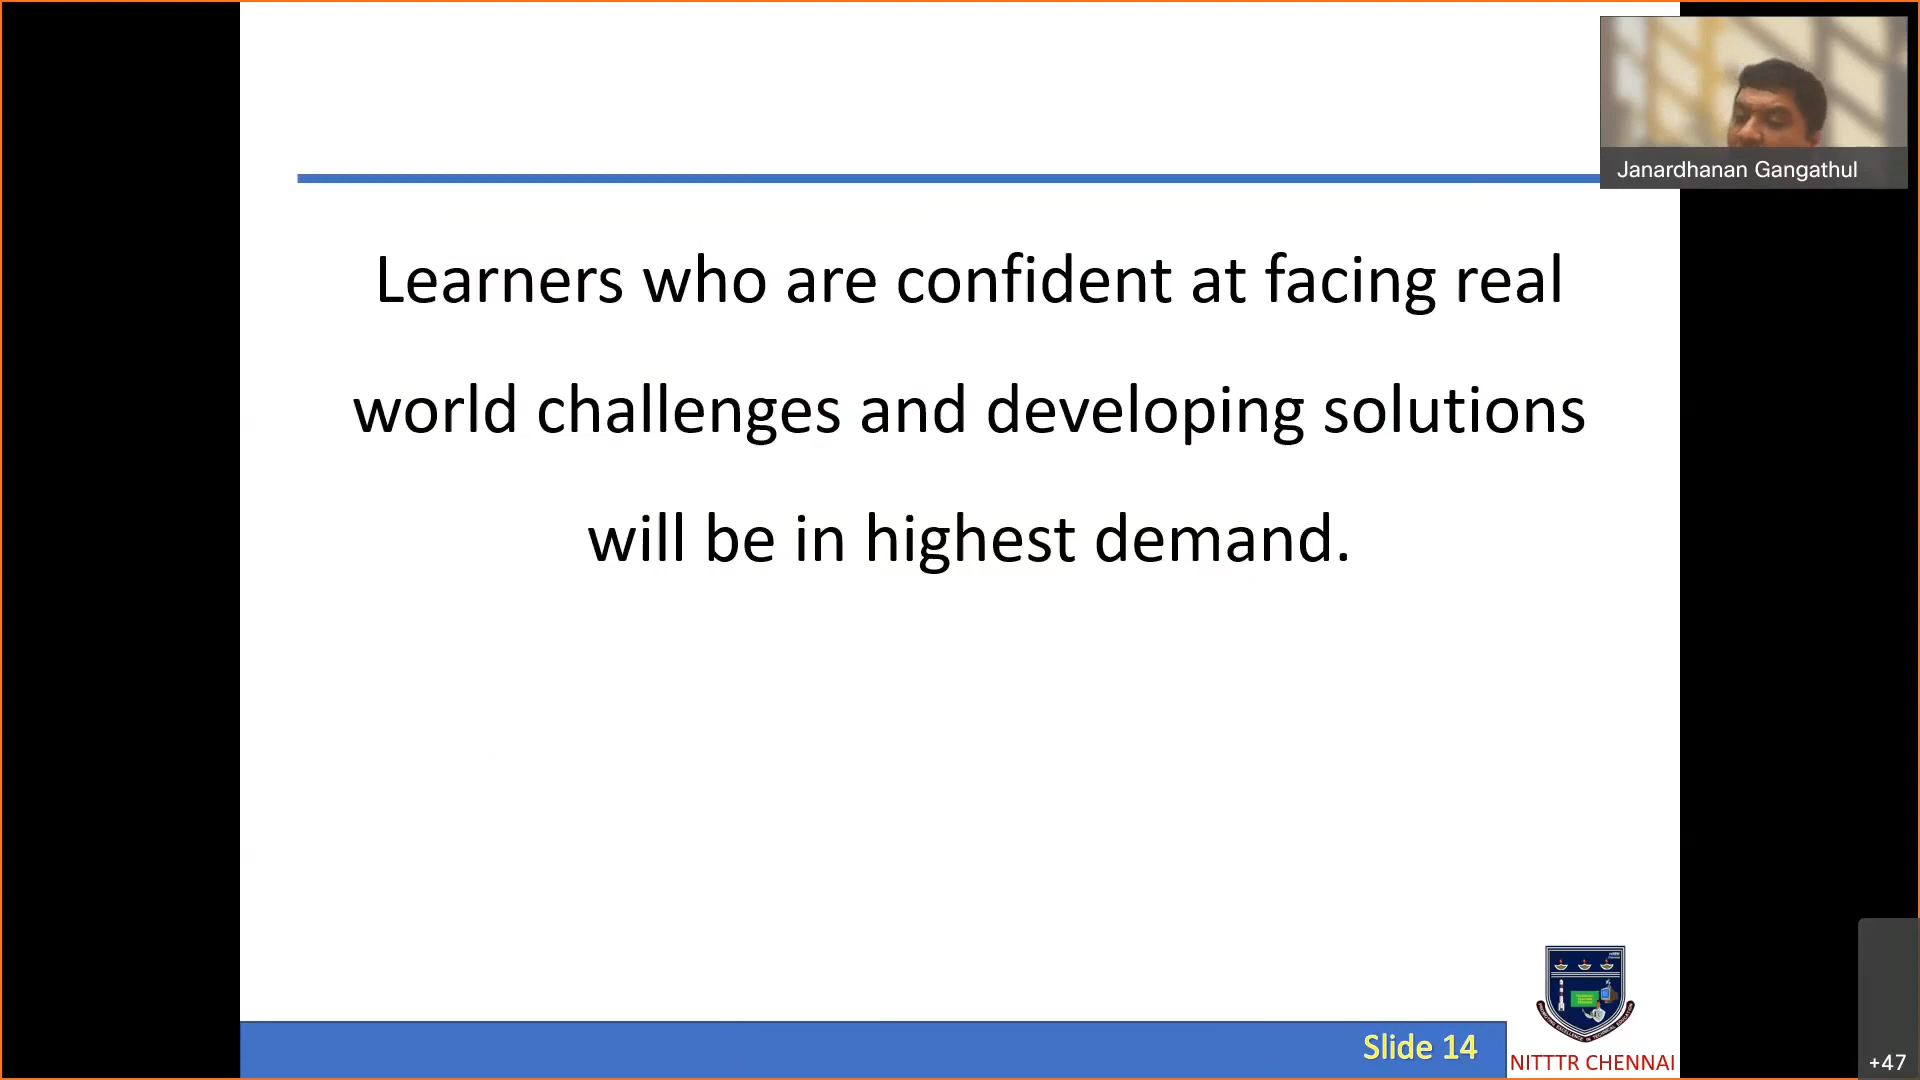 Janardhanan Gangathul
Learners who are confident at facing real
world challenges and developing solutions
will be in highest demand.
Slide 14
NITTTR CHENNAI
+47